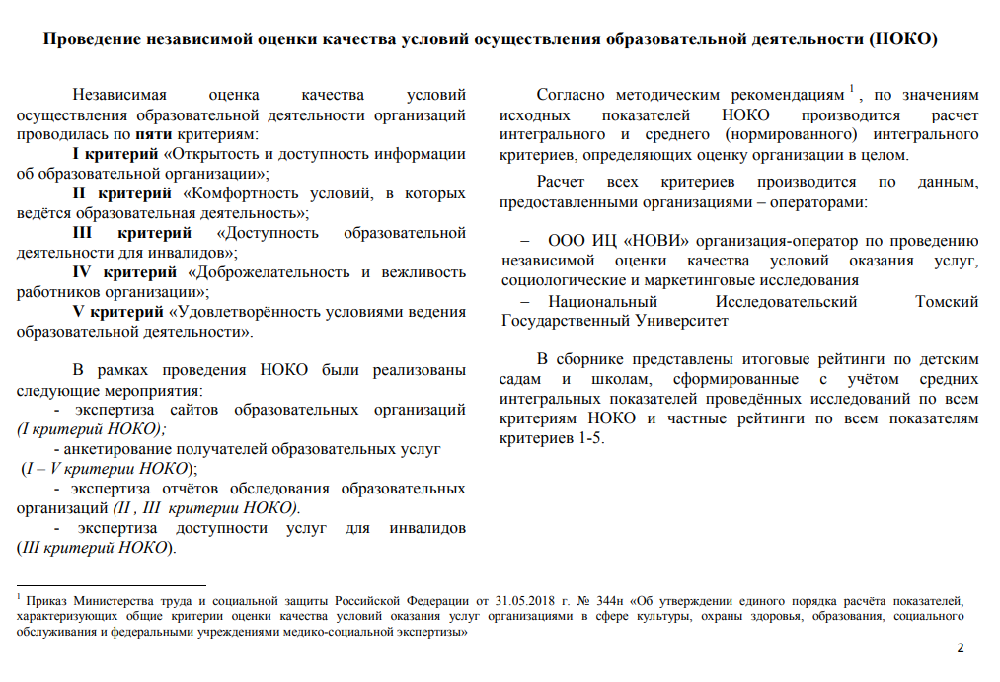 Проведение независимой оценки качества условий осуществления образовательной деятельности (НОКО)
Независимая оценка качества условий
осуществления образовательной деятельности организаций
проводилась по пяти критериям:
I критерий «Открытость и доступность информации
об образовательной организации»;
II критерий «Комфортность условий, в которых
ведётся образовательная деятельность»;
III критерий «Доступность образовательной
деятельности для инвалидов»;
IV критерий «Доброжелательность и вежливость
работников организации»;
V критерий «Удовлетворённость условиями ведения
образовательной деятельности».
В рамках проведения НОКО были реализованы
следующие мероприятия:
- экспертиза сайтов образовательных организаций
(I критерий НОКО);
- анкетирование получателей образовательных услуг
(I – V критерии НОКО);
- экспертиза отчётов обследования образовательных
организаций (II , III критерии НОКО).
- экспертиза доступности услуг для инвалидов
(III критерий НОКО).
Согласно методическим рекомендациям 1 , по значениям
исходных показателей НОКО производится расчет
интегрального и среднего (нормированного) интегрального
критериев, определяющих оценку организации в целом.
Расчет всех критериев производится по данным,
предоставленными организациями – операторами:
– ООО ИЦ «НОВИ» организация-оператор по проведению
независимой оценки качества условий оказания услуг,
социологические и маркетинговые исследования
– Национальный Исследовательский Томский
Государственный Университет
В сборнике представлены итоговые рейтинги по детским
садам и школам, сформированные с учётом средних
интегральных показателей проведённых исследований по всем
критериям НОКО и частные рейтинги по всем показателям
критериев 1-5.
1 Приказ Министерства труда и социальной защиты Российской Федерации от 31.05.2018 г. № 344н «Об утверждении единого порядка расчёта показателей,
характеризующих общие критерии оценки качества условий оказания услуг организациями в сфере культуры, охраны здоровья, образования, социального
обслуживания и федеральными учреждениями медико-социальной экспертизы»
2